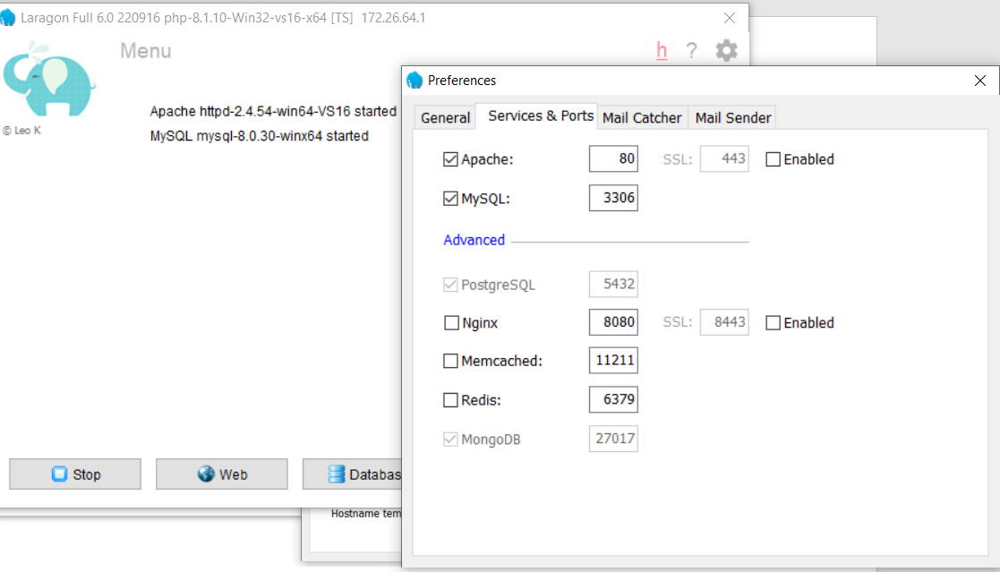 Laragon Full 6.0 220916 php-8.1.10-Win32-vs16-x64 [TS] 172.26.64.1
Menu
h ?
© Leo K
Apache httpd-2.4.54-win64-VS16 started
MySQL mysql-8.0.30-winx64 started
Stop
Web
Databas
Hostname tem
Preferences
General
Services & Ports
Mail Catcher
Mail Sender
Apache: 80 SSL: 443 Enabled
MySQL: 3306
Advanced
PostgreSQL 5432
Nginx 8080 SSL: 8443 Enabled
Memcached: 11211
Redis: 6379
MongoDB 27017